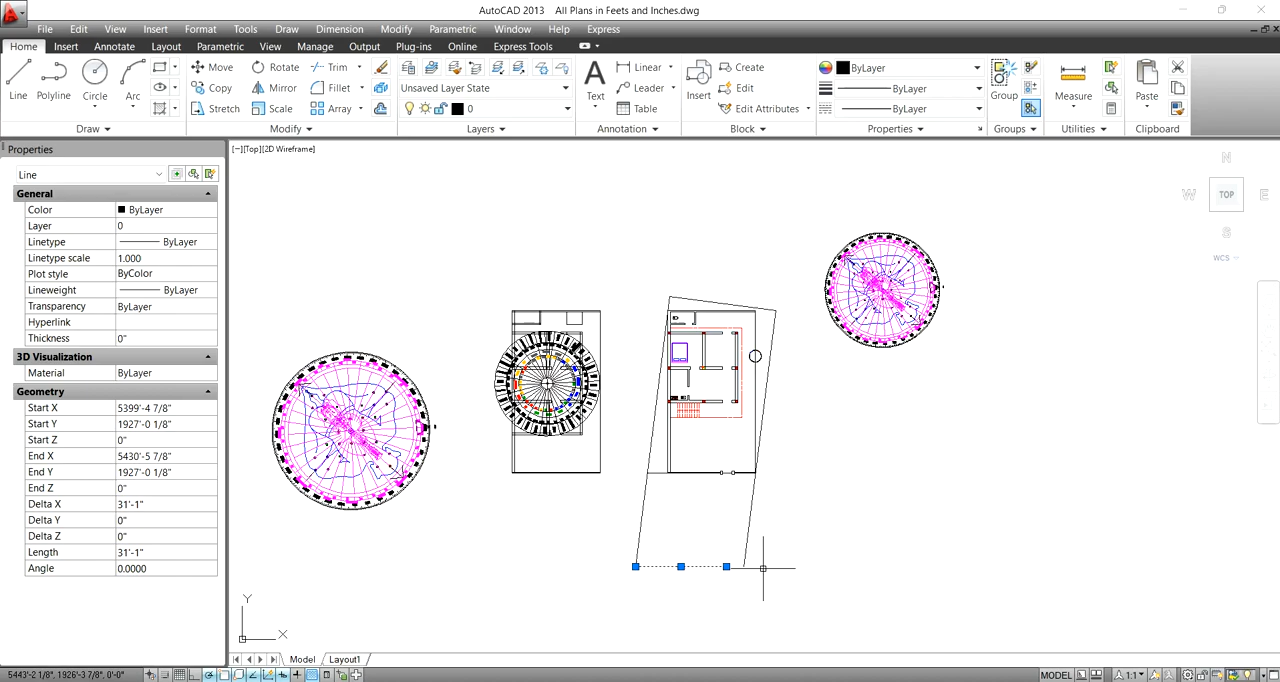 AutoCAD 2013 All Plans in Feets and Inches.dwg
File Edit View Insert Format Tools Draw Dimension Modify Parametric Window Help Express
Home Insert Annotate Layout Parametric View Manage Output Plug-ins Online Express Tools
Line Polyline Circle Arc Move Rotate Trim Unsaved Layer State Text Linear Insert Create ByLayer Group Measure Paste
Copy Mirror Fillet Leader Edit ByLayer
Stretch Scale Array 0 Table Edit Attributes ByLayer
Draw Modify Layers Annotation Block Properties Groups Utilities Clipboard
Properties
[−][Top][2D Wireframe]
Line
General
Color ByLayer
Layer 0
Linetype ByLayer
Linetype scale 1.000
Plot style ByColor
Lineweight ByLayer
Transparency ByLayer
Hyperlink
Thickness 0"
3D Visualization
Material ByLayer
Geometry
Start X 5399'-4 7/8"
Start Y 1927'-0 1/8"
Start Z 0"
End X 5430'-5 7/8"
End Y 1927'-0 1/8"
End Z 0"
Delta X 31'-1"
Delta Y 0"
Delta Z 0"
Length 31'-1"
Angle 0.0000
N
W TOP E
S
WCS
Y
X
Model Layout1
5443'-2 1/8", 1926'-3 7/8", 0'-0" MODEL 1:1